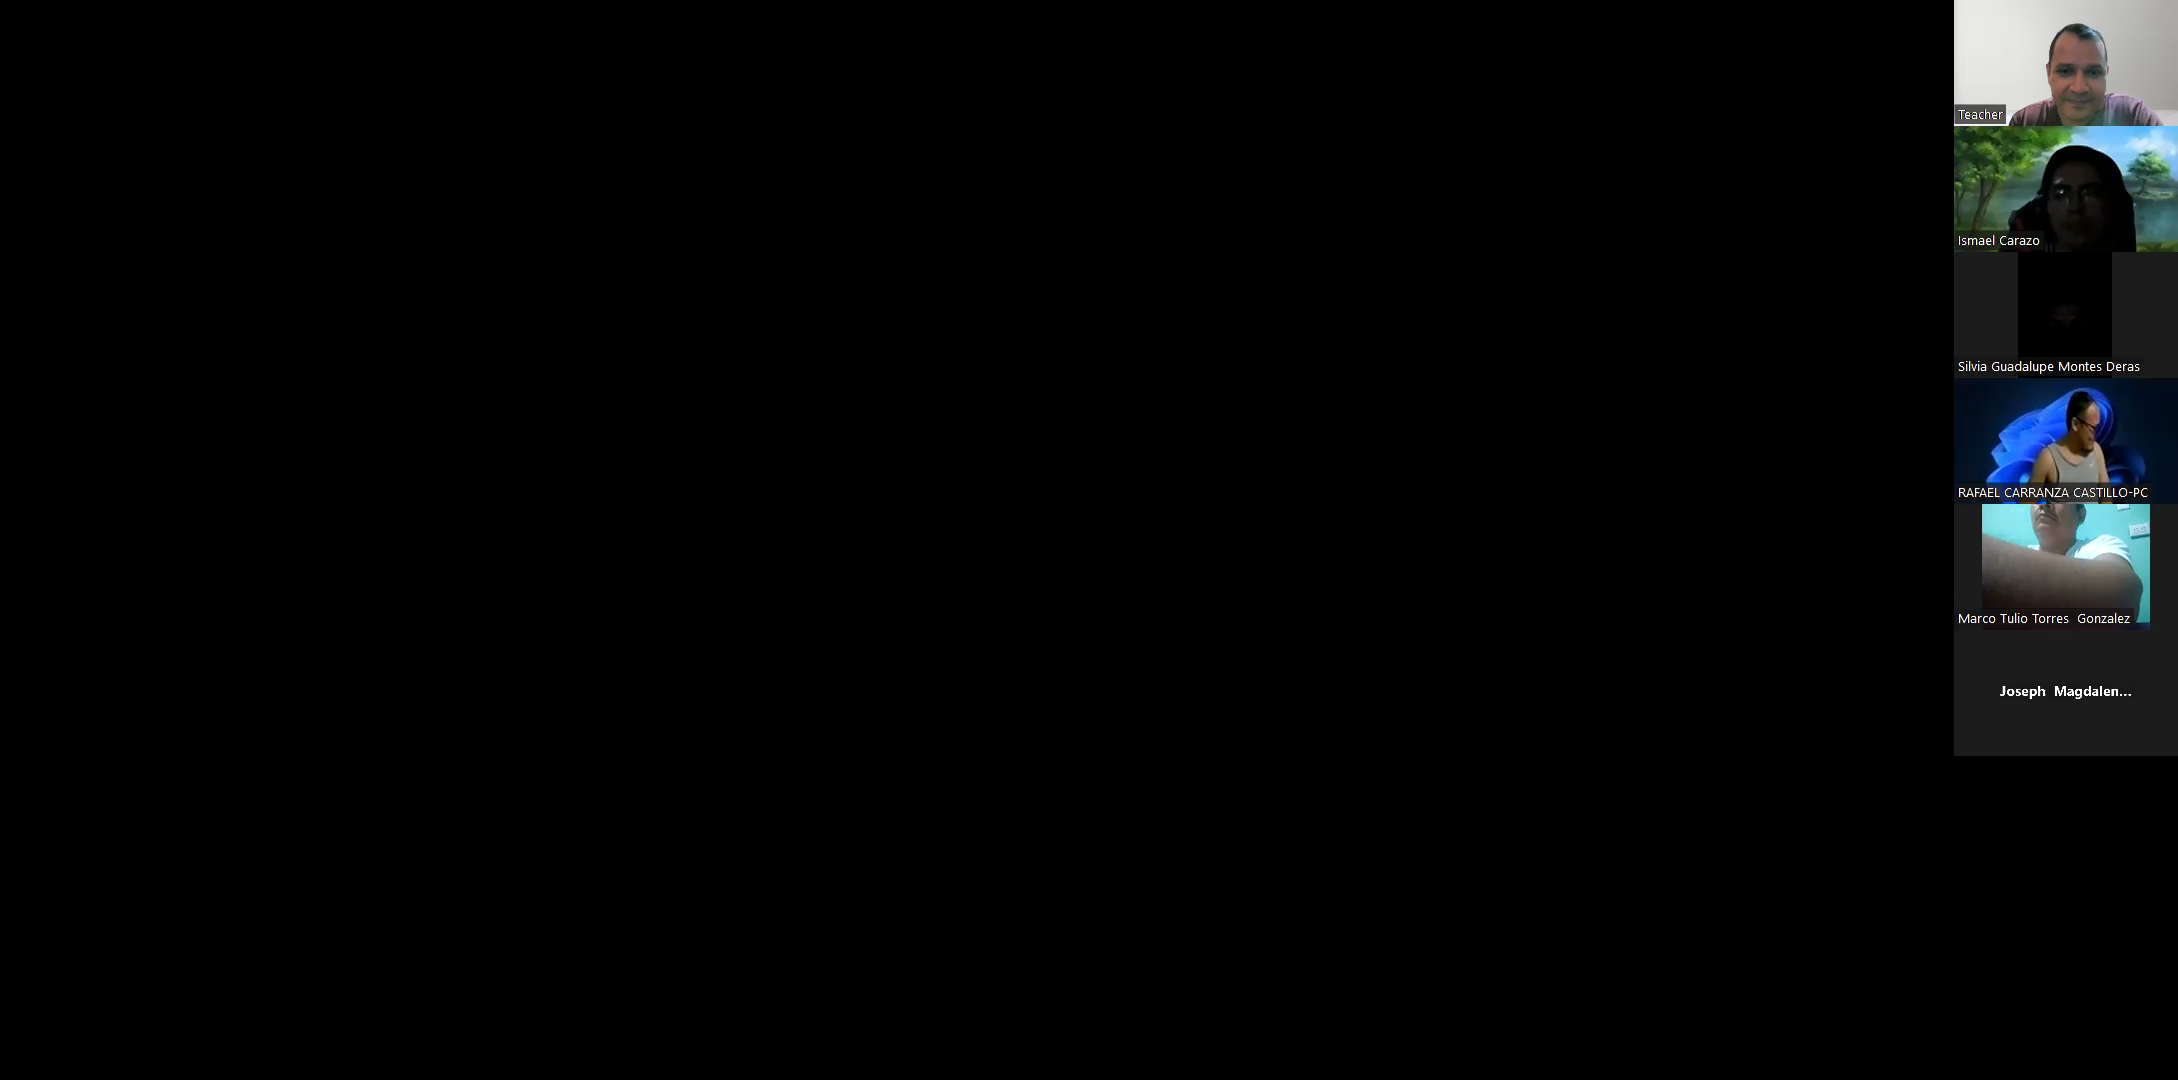 Teacher
Ismael Carazo
Silvia Guadalupe Montes Deras
RAFAEL CARRANZA CASTILLO-PC
Marco Tulio Torres  Gonzalez
Joseph  Magdalen...